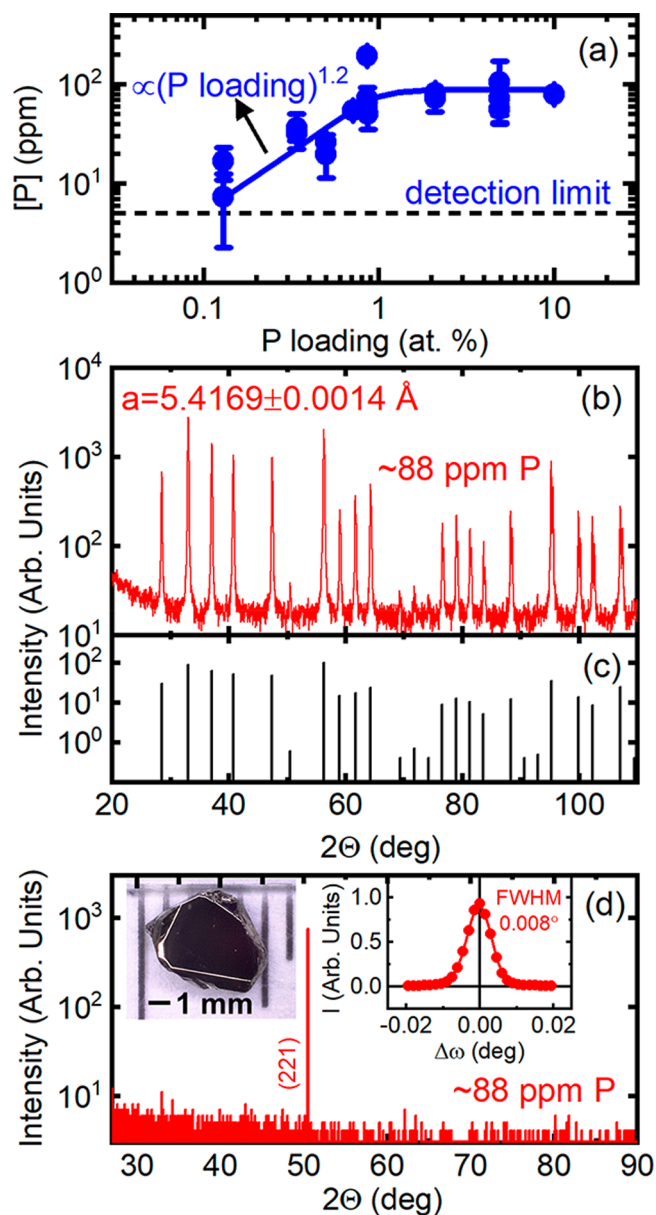 (a)
∝(P loading)^1.2
[P] (ppm)
10^2
10^1
10^0
detection limit
0.1
1
10
P loading (at. %)
(b)
a=5.4169±0.0014 Å
~88 ppm P
10^4
10^3
10^2
10^1
Intensity (Arb. Units)
(c)
10^2
10^1
10^0
20
40
60
80
100
2Θ (deg)
(d)
Intensity (Arb. Units)
10^3
10^2
10^1
1 mm
(221)
I (Arb. Units)
1.0
0.5
0.0
FWHM
0.008°
-0.02
0.00
0.02
Δω (deg)
~88 ppm P
30
40
50
60
70
80
90
2Θ (deg)